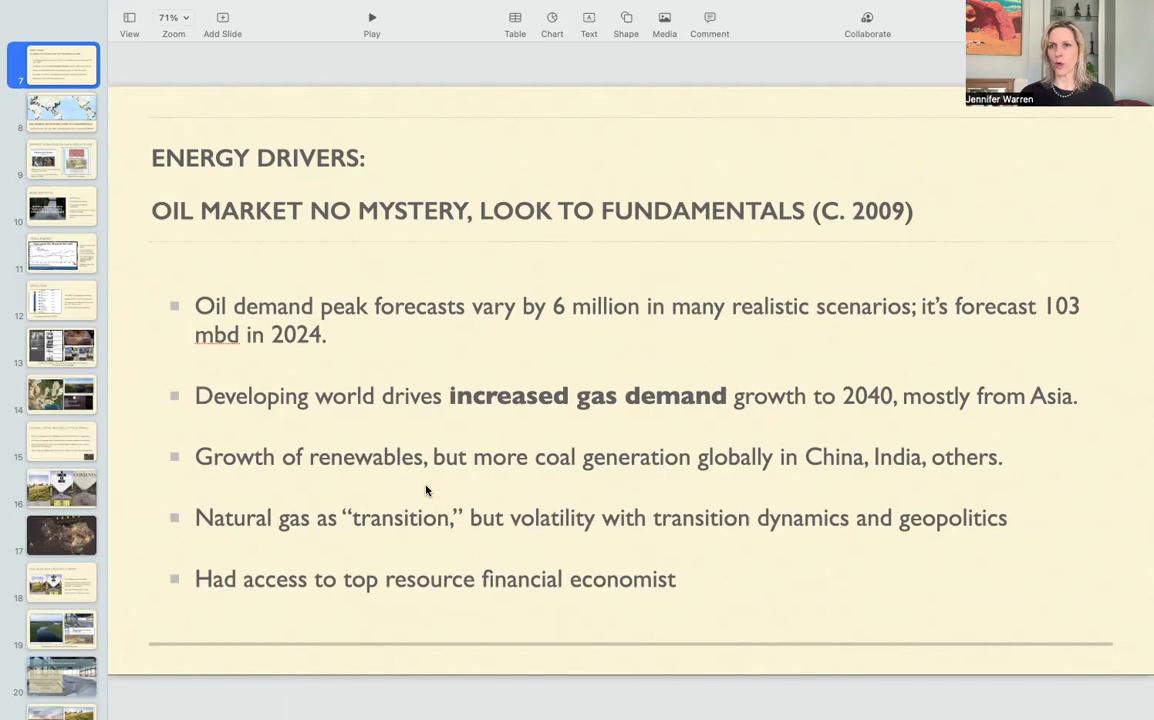 71%
View
Zoom
Add Slide
Play
Table
Chart
Text
Shape
Media
Comment
Collaborate
Jennifer Warren
ENERGY DRIVERS:
OIL MARKET NO MYSTERY, LOOK TO FUNDAMENTALS (C. 2009)
Oil demand peak forecasts vary by 6 million in many realistic scenarios; it’s forecast 103
mbd in 2024.
Developing world drives increased gas demand growth to 2040, mostly from Asia.
Growth of renewables, but more coal generation globally in China, India, others.
Natural gas as “transition,” but volatility with transition dynamics and geopolitics
Had access to top resource financial economist
7
8
9
10
11
12
13
14
15
16
17
18
19
20